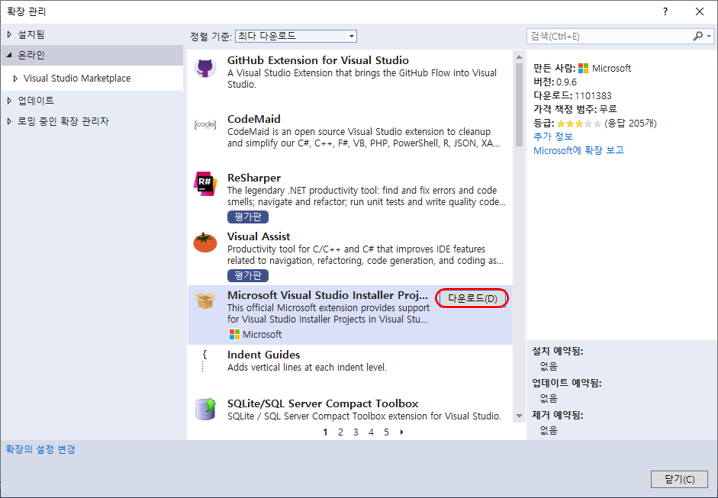 확장 관리
설치됨
온라인
Visual Studio Marketplace
업데이트
로밍 중인 확장 관리자
정렬 기준: 최다 다운로드
GitHub Extension for Visual Studio
A Visual Studio Extension that brings the GitHub Flow into Visual
Studio.
CodeMaid
CodeMaid is an open source Visual Studio extension to cleanup
and simplify our C#, C++, F#, VB, PHP, PowerShell, R, JSON, XA...
ReSharper
The legendary .NET productivity tool: find and fix errors and code
smells; navigate and refactor; run unit tests and write quality code...
평가판
Visual Assist
Productivity tool for C/C++ and C# that improves IDE features
related to navigation, refactoring, code generation, and coding as...
평가판
Microsoft Visual Studio Installer Proj...
다운로드(D)
This official Microsoft extension provides support
for Visual Studio Installer Projects in Visual Stu...
Microsoft
Indent Guides
Adds vertical lines at each indent level.
SQLite/SQL Server Compact Toolbox
SQLite / SQL Server Compact Toolbox extension for Visual Studio.
1 2 3 4 5
검색(Ctrl+E)
만든 사람: Microsoft
버전: 0.9.6
다운로드: 1101383
가격 책정 범주: 무료
등급: (응답 205개)
추가 정보
Microsoft에 확장 보고
설치 예약됨:
없음
업데이트 예약됨:
없음
제거 예약됨:
없음
확장의 설정 변경
닫기(C)